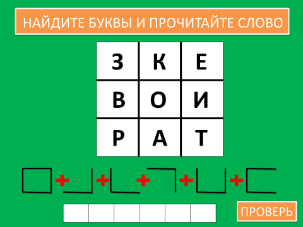 НАЙДИТЕ БУКВЫ И ПРОЧИТАЙТЕ СЛОВО
З К Е
В О И
Р А Т
+ + + + +
ПРОВЕРЬ